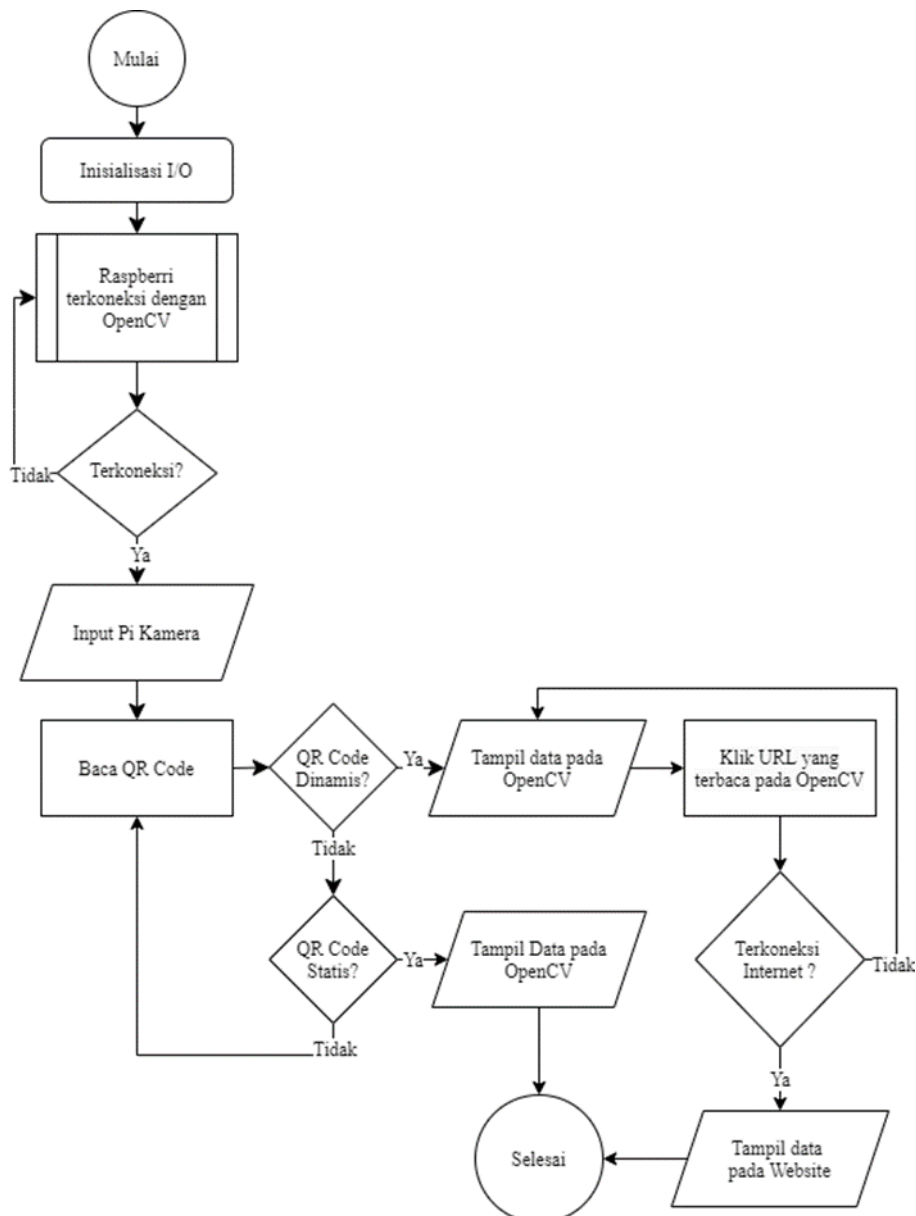 Mulai
Inisialisasi I/O
Raspberri
terkoneksi dengan
OpenCV
Terkoneksi?
Tidak
Ya
Input Pi Kamera
Baca QR Code
QR Code
Dinamis?
Ya
Tampil data pada
OpenCV
Klik URL yang
terbaca pada OpenCV
Tidak
QR Code
Statis?
Ya
Tampil Data pada
OpenCV
Terkoneksi
Internet ?
Tidak
Tidak
Ya
Selesai
Tampil data
pada Website